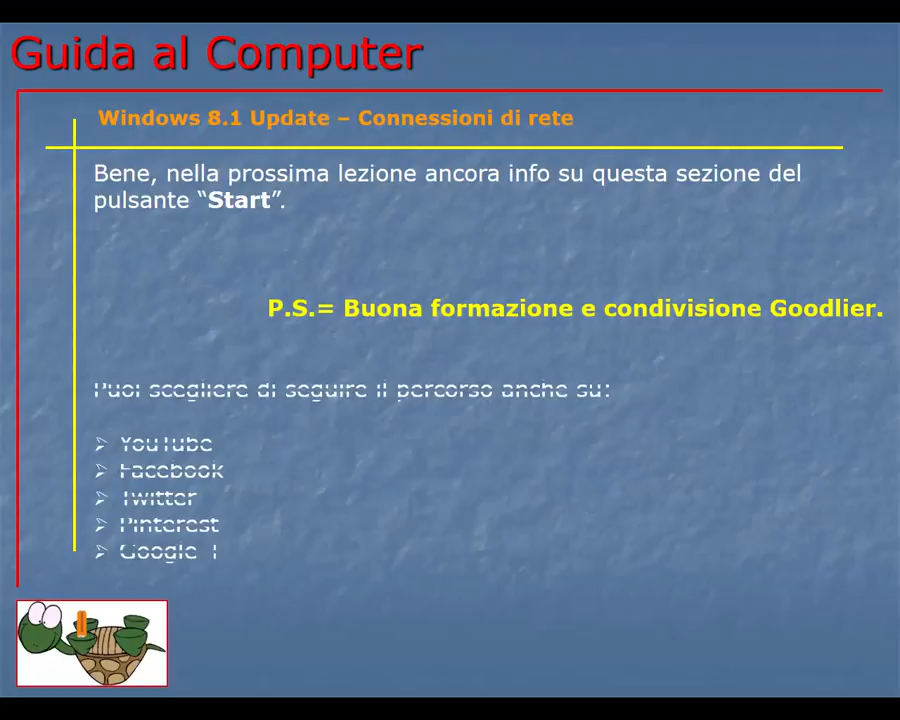 Guida al Computer
Windows 8.1 Update – Connessioni di rete
Bene, nella prossima lezione ancora info su questa sezione del
pulsante “Start”.
P.S.= Buona formazione e condivisione Goodlier.
Puoi scegliere di seguire il percorso anche su:
➢ YouTube
➢ Facebook
➢ Twitter
➢ Pinterest
➢ Google